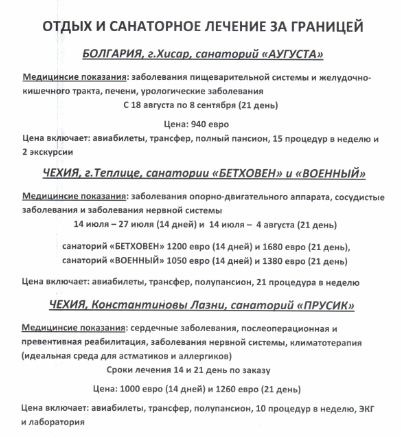 ОТДЫХ И САНАТОРНОЕ ЛЕЧЕНИЕ ЗА ГРАНИЦЕЙ
БОЛГАРИЯ, г.Хисар, санаторий «АУГУСТА»
Медицинсие показания: заболевания пищеварительной системы и желудочно-
кишечного тракта, печени, урологические заболевания
С 18 августа по 8 сентября (21 день)
Цена: 940 евро
Цена включает: авиабилеты, трансфер, полный пансион, 15 процедур в неделю и
2 экскурсии
ЧЕХИЯ, г.Теплице, санатории «БЕТХОВЕН» и «ВОЕННЫЙ»
Медицинсие показания: заболевания опорно-двигательного аппарата, сосудистые
заболевания и заболевания нервной системы
14 июля – 27 июля (14 дней) и 14 июля – 4 августа (21 день)
санаторий «БЕТХОВЕН» 1200 евро (14 дней) и 1680 евро (21 день),
санаторий «ВОЕННЫЙ» 1050 евро (14 дней) и 1380 евро (21 день)
Цена включает: авиабилеты, трансфер, полупансион, 21 процедура в неделю
ЧЕХИЯ, Константиновы Лазни, санаторий «ПРУСИК»
Медицинсие показания: сердечные заболевания, послеоперационная и
превентивная реабилитация, заболевания нервной системы, климатотерапия
(идеальная среда для астматиков и аллергиков)
Сроки лечения 14 и 21 день по заказу
Цена: 1000 евро (14 дней) и 1260 евро (21 день)
Цена включает: авиабилеты, трансфер, полупансион, 10 процедур в неделю, ЭКГ
и лаборатория